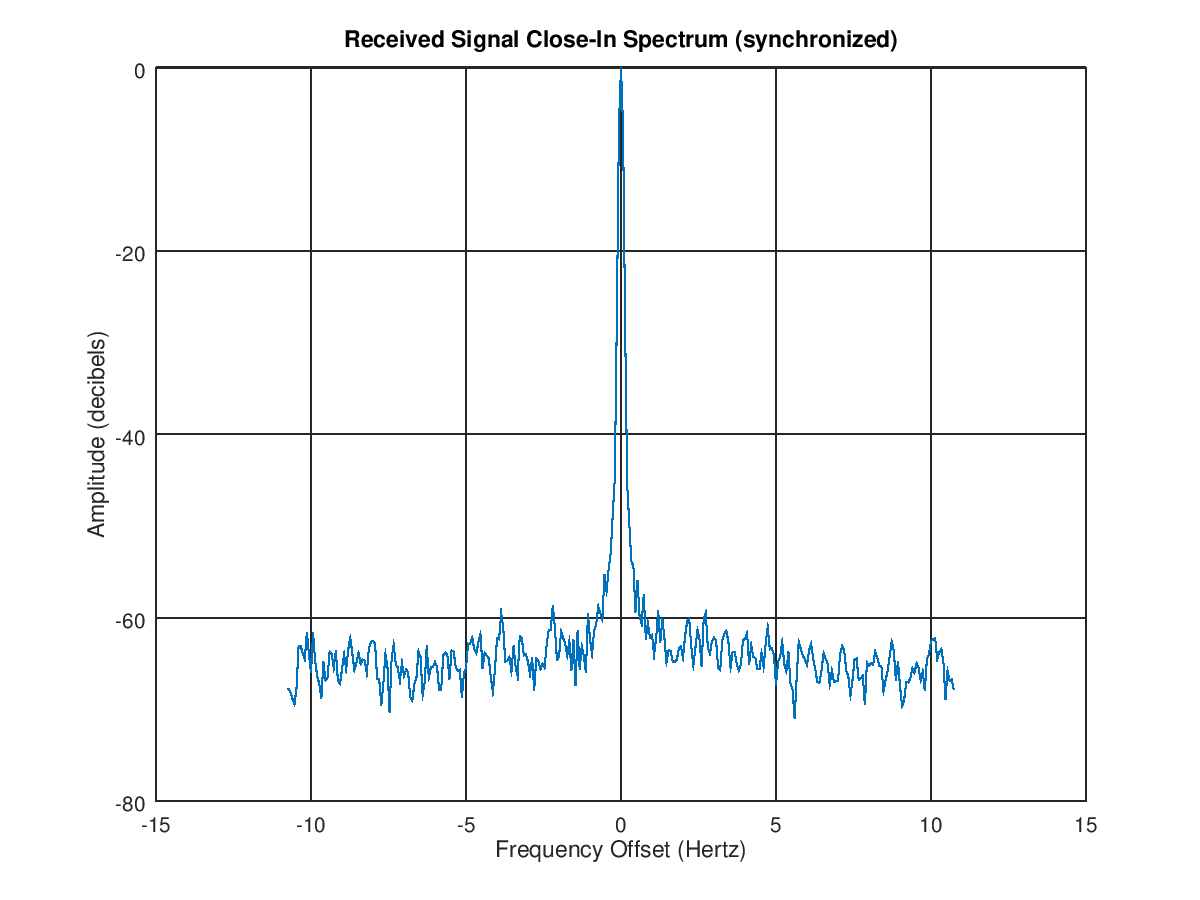 Received Signal Close-In Spectrum (synchronized)
0
-20
-40
-60
-80
Amplitude (decibels)
-15 -10 -5 0 5 10 15
Frequency Offset (Hertz)